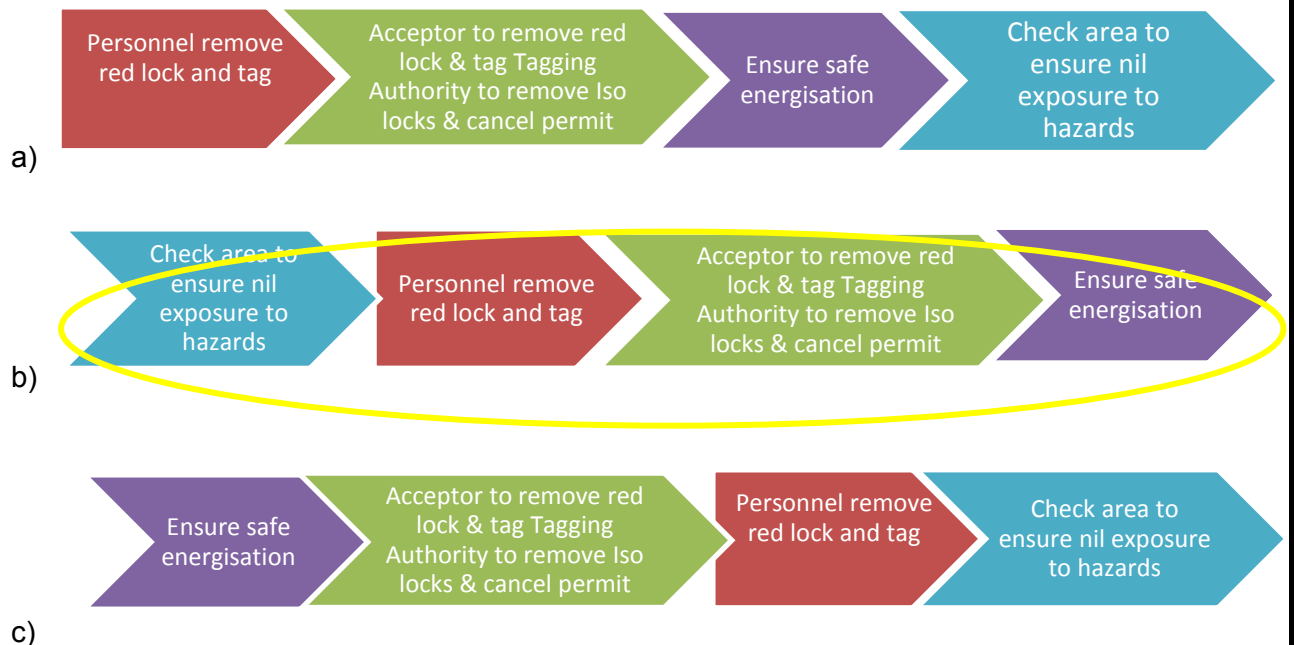 Personnel remove
red lock and tag
Acceptor to remove red
lock & tag Tagging
Authority to remove Iso
locks & cancel permit
Ensure safe
energisation
Check area to
ensure nil
exposure to
hazards
a)
Check area to
ensure nil
exposure to
hazards
Personnel remove
red lock and tag
Acceptor to remove red
lock & tag Tagging
Authority to remove Iso
locks & cancel permit
Ensure safe
energisation
b)
Ensure safe
energisation
Acceptor to remove red
lock & tag Tagging
Authority to remove Iso
locks & cancel permit
Personnel remove
red lock and tag
Check area to
ensure nil exposure
to hazards
c)